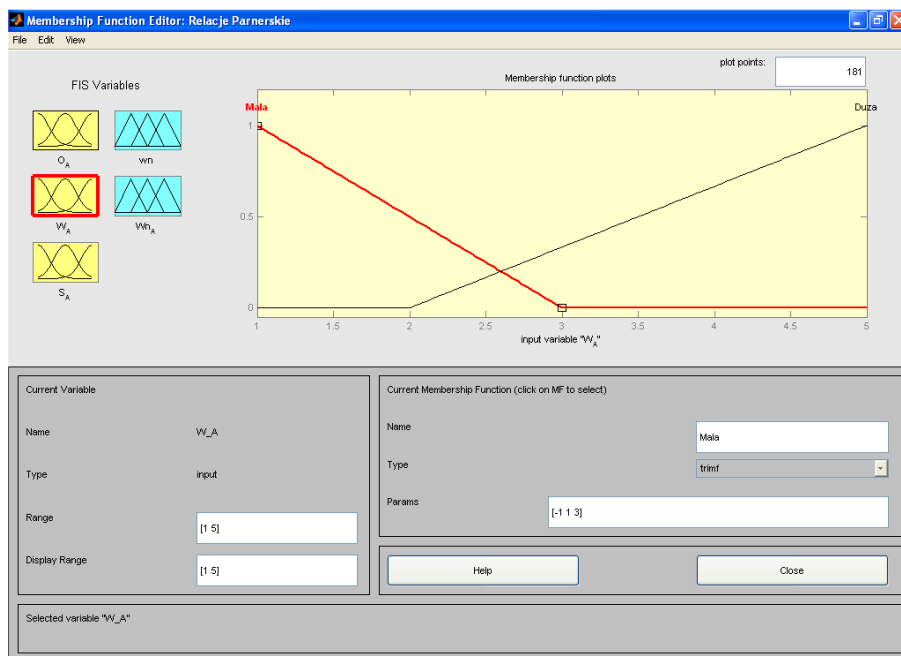 Membership Function Editor: Relacje Parnerskie
File Edit View
FIS Variables
O_A
wn
W_A
Wn_A
S_A
plot points:
181
Membership function plots
Mala
Duza
1
0.5
0
1 1.5 2 2.5 3 3.5 4 4.5 5
input variable "W_A"
Current Variable
Name W_A
Type input
Range [1 5]
Display Range [1 5]
Current Membership Function (click on MF to select)
Name Mala
Type trimf
Params [-1 1 3]
Help Close
Selected variable "W_A"